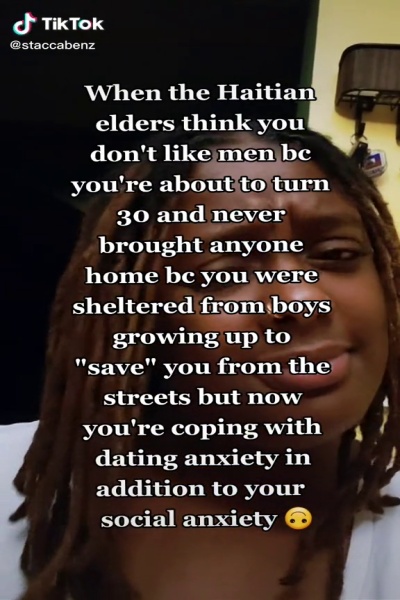 TikTok
@staccabenz
When the Haitian
elders think you
don't like men bc
you're about to turn
30 and never
brought anyone
home bc you were
sheltered from boys
growing up to
"save" you from the
streets but now
you're coping with
dating anxiety in
addition to your
social anxiety 🙃